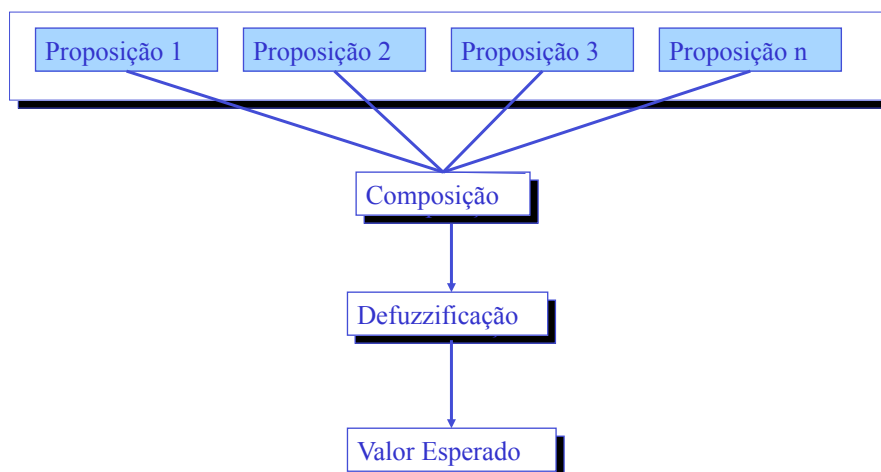 Proposição 1
Proposição 2
Proposição 3
Proposição n
Composição
Defuzzificação
Valor Esperado